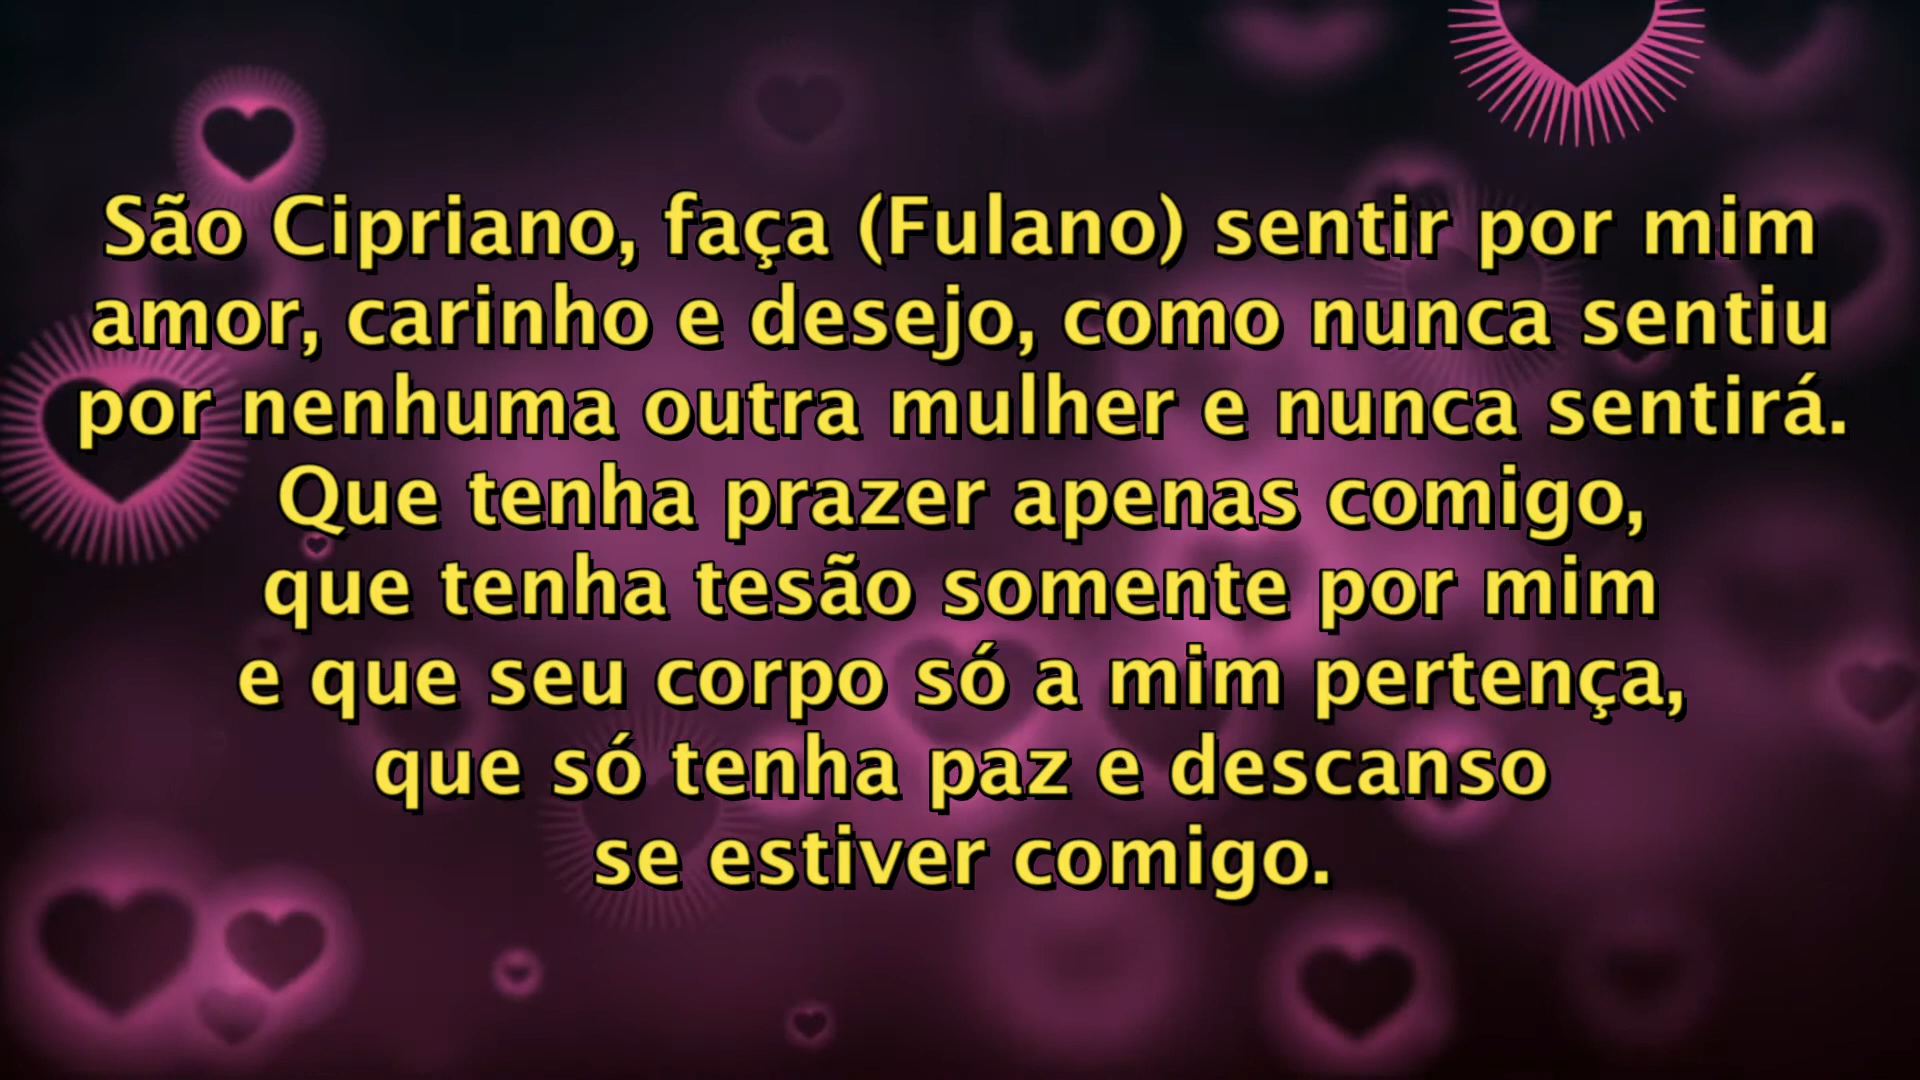 São Cipriano, faça (Fulano) sentir por mim
amor, carinho e desejo, como nunca sentiu
por nenhuma outra mulher e nunca sentirá.
Que tenha prazer apenas comigo,
que tenha tesão somente por mim
e que seu corpo só a mim pertença,
que só tenha paz e descanso
se estiver comigo.